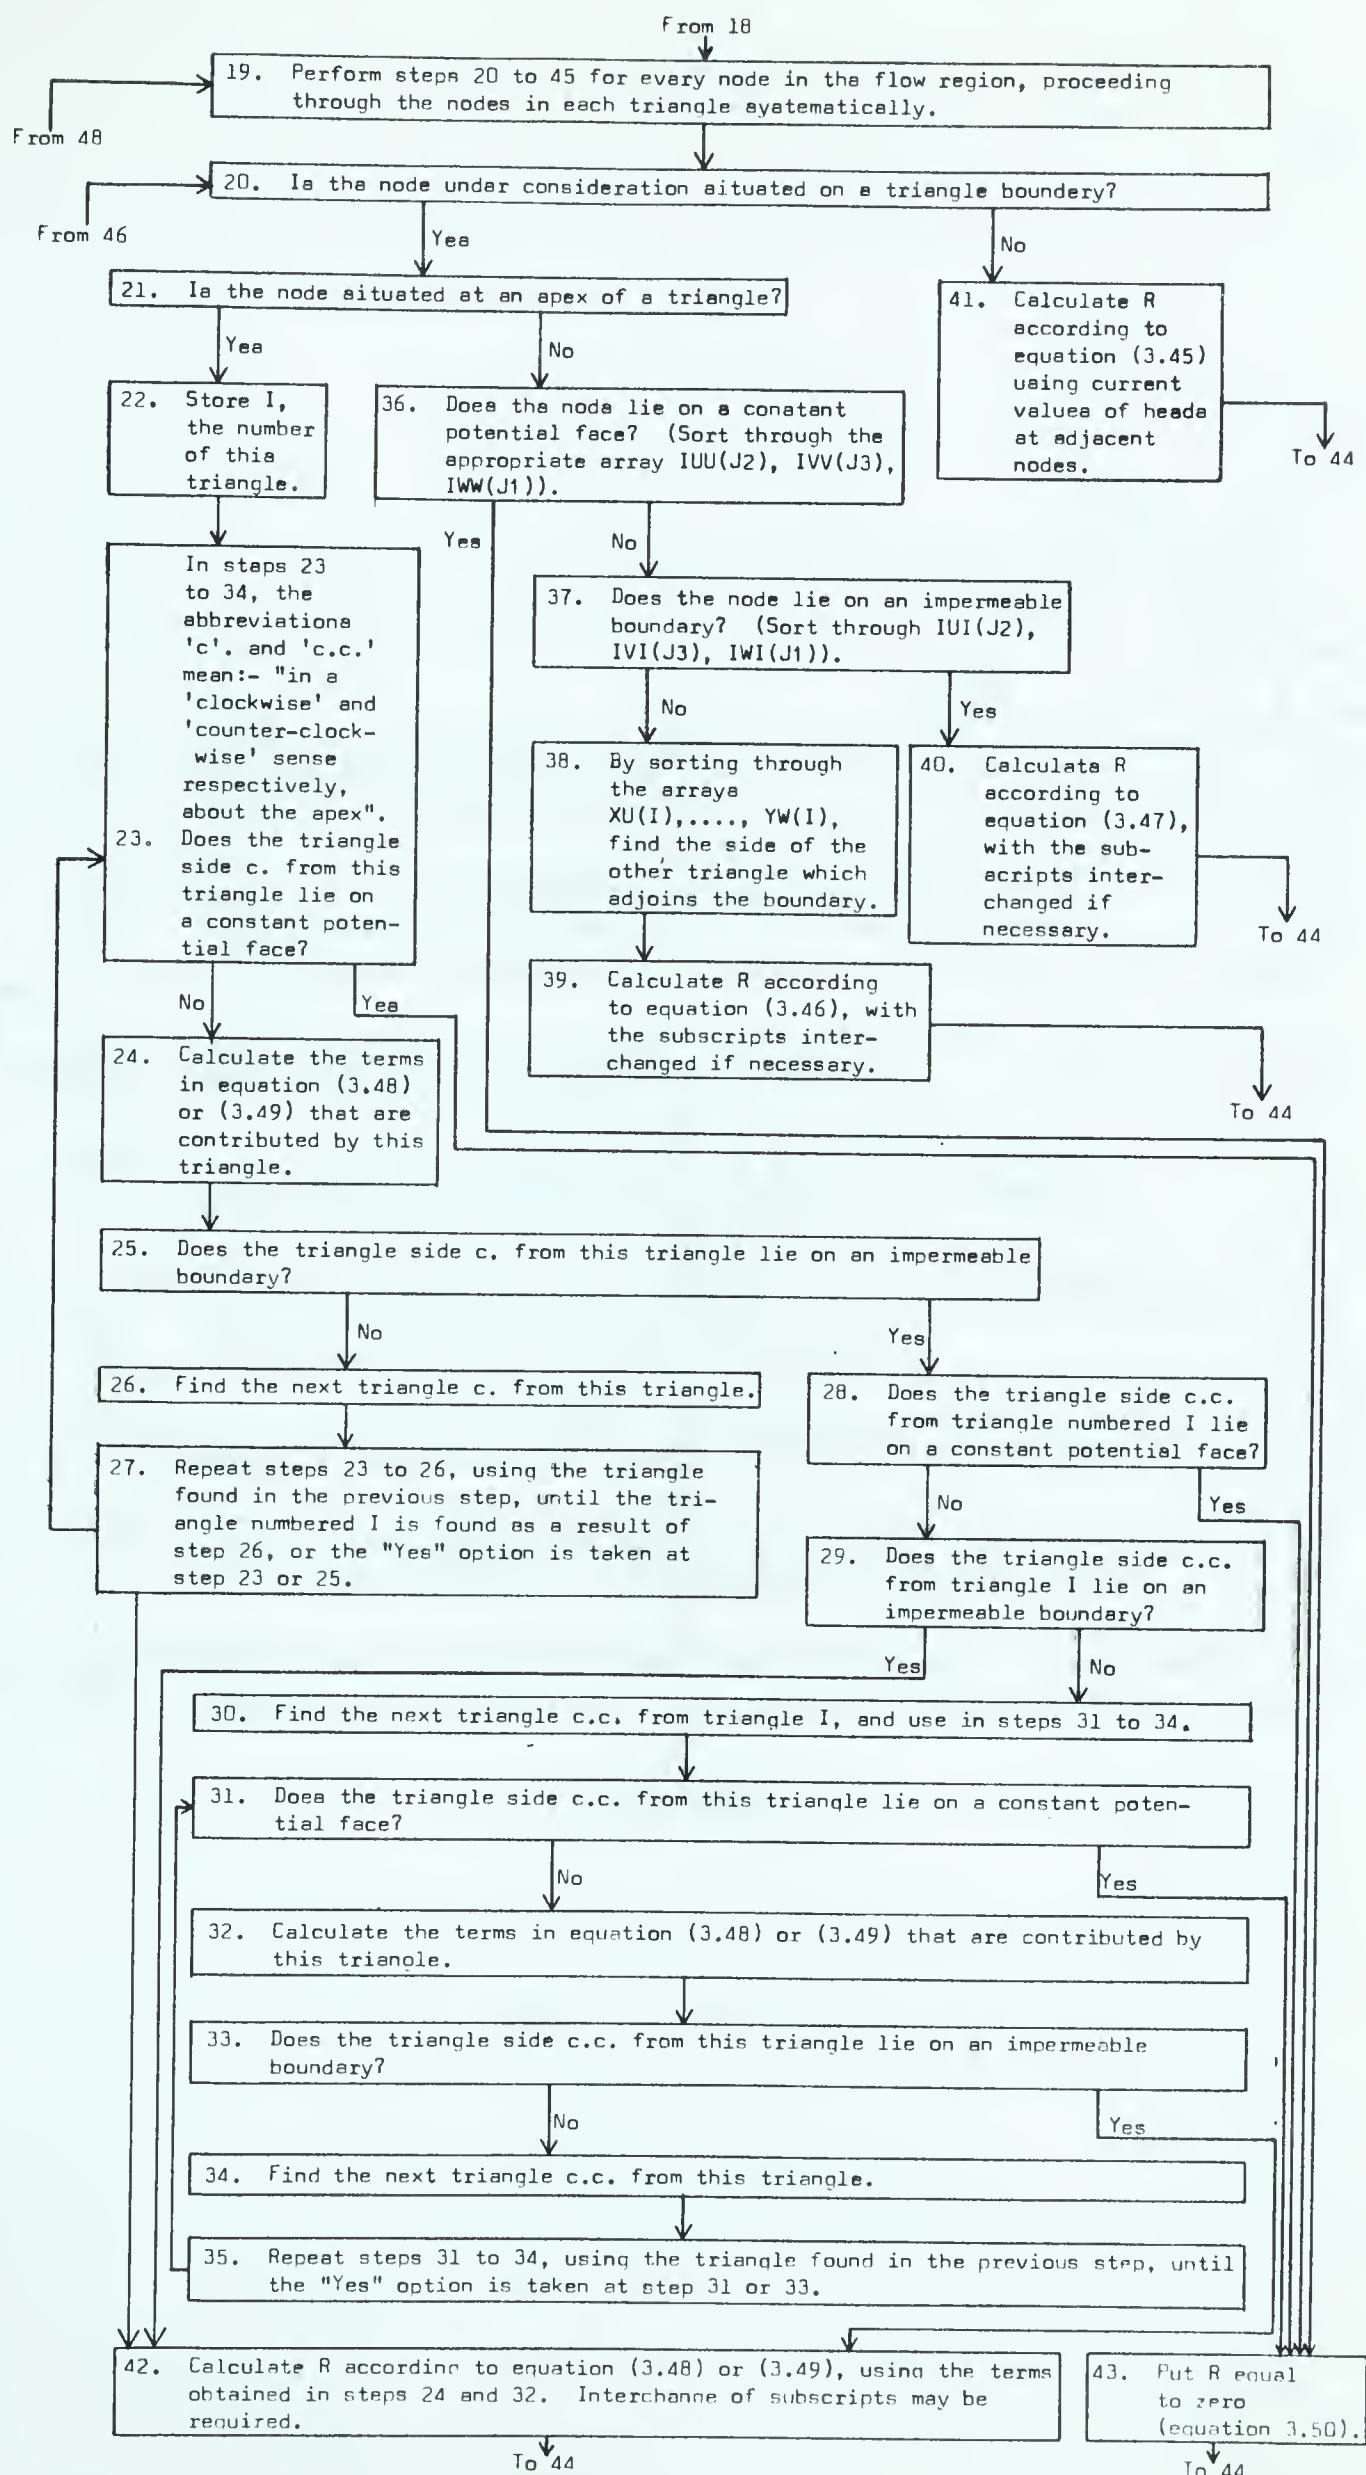 From 18
19. Perform steps 20 to 45 for every node in the flow region, proceeding
through the nodes in each triangle systematically.
From 48
20. Is the node under consideration situated on a triangle boundary?
From 46
Yes
No
21. Is the node situated at an apex of a triangle?
41. Calculate R
according to
equation (3.45)
using current
values of heads
at adjacent
nodes.
To 44
Yes
No
22. Store I,
the number
of this
triangle.
36. Does the node lie on a constant
potential face? (Sort through the
appropriate array IUU(J2), IVV(J3),
IWW(J1)).
Yes
No
In steps 23
to 34, the
abbreviations
'c'. and 'c.c.'
mean:- "in a
'clockwise' and
'counter-clock-
wise' sense
respectively,
about the apex".
23. Does the triangle
side c. from this
triangle lie on
a constant poten-
tial face?
37. Does the node lie on an impermeable
boundary? (Sort through IUI(J2),
IVI(J3), IWI(J1)).
No
Yes
38. By sorting through
the arrays
XU(I),...., YW(I),
find the side of the
other triangle which
adjoins the boundary.
40. Calculate R
according to
equation (3.47),
with the sub-
scripts inter-
changed if
necessary.
To 44
39. Calculate R according
to equation (3.46), with
the subscripts inter-
changed if necessary.
To 44
No
Yes
24. Calculate the terms
in equation (3.48)
or (3.49) that are
contributed by this
triangle.
25. Does the triangle side c. from this triangle lie on an impermeable
boundary?
No
Yes
26. Find the next triangle c. from this triangle.
28. Does the triangle side c.c.
from triangle numbered I lie
on a constant potential face?
27. Repeat steps 23 to 26, using the triangle
found in the previous step, until the tri-
angle numbered I is found as a result of
step 26, or the "Yes" option is taken at
step 23 or 25.
No
Yes
29. Does the triangle side c.c.
from triangle I lie on an
impermeable boundary?
Yes
No
30. Find the next triangle c.c. from triangle I, and use in steps 31 to 34.
31. Does the triangle side c.c. from this triangle lie on a constant poten-
tial face?
No
Yes
32. Calculate the terms in equation (3.48) or (3.49) that are contributed by
this triangle.
33. Does the triangle side c.c. from this triangle lie on an impermeable
boundary?
No
Yes
34. Find the next triangle c.c. from this triangle.
35. Repeat steps 31 to 34, using the triangle found in the previous step, until
the "Yes" option is taken at step 31 or 33.
42. Calculate R according to equation (3.48) or (3.49), using the terms
obtained in steps 24 and 32. Interchange of subscripts may be
required.
To 44
43. Put R equal
to zero
(equation 3.50).
To 44